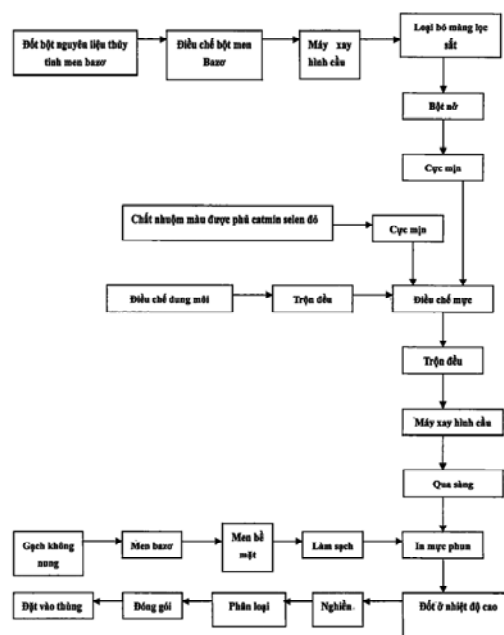 Đốt bột nguyên liệu thủy
tinh men bazơ
Điều chế bột men
Bazơ
Máy xay
hình cầu
Loại bỏ màng lọc
sắt
Bột nở
Cực mịn
Chất nhuộm màu được phủ catmin selen đỏ
Cực mịn
Điều chế dung môi
Trộn đều
Điều chế mực
Trộn đều
Máy xay hình cầu
Qua sàng
Gạch không
nung
Men bazơ
Men bề
mặt
Làm sạch
In mực phun
Đặt vào thùng
Đóng gói
Phân loại
Nghiền
Đốt ở nhiệt độ cao